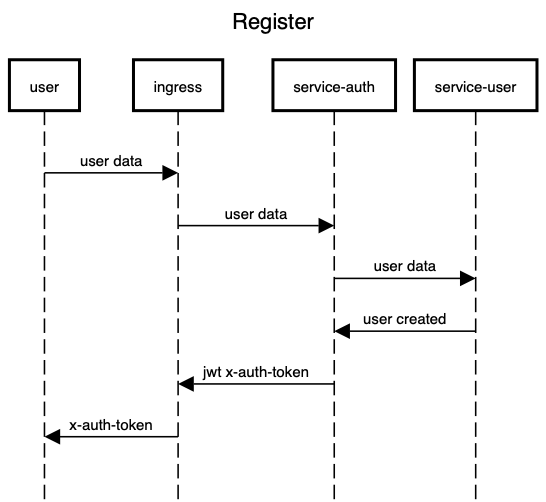 Register
user
ingress
service-auth
service-user
user data
user data
user data
user created
jwt x-auth-token
x-auth-token